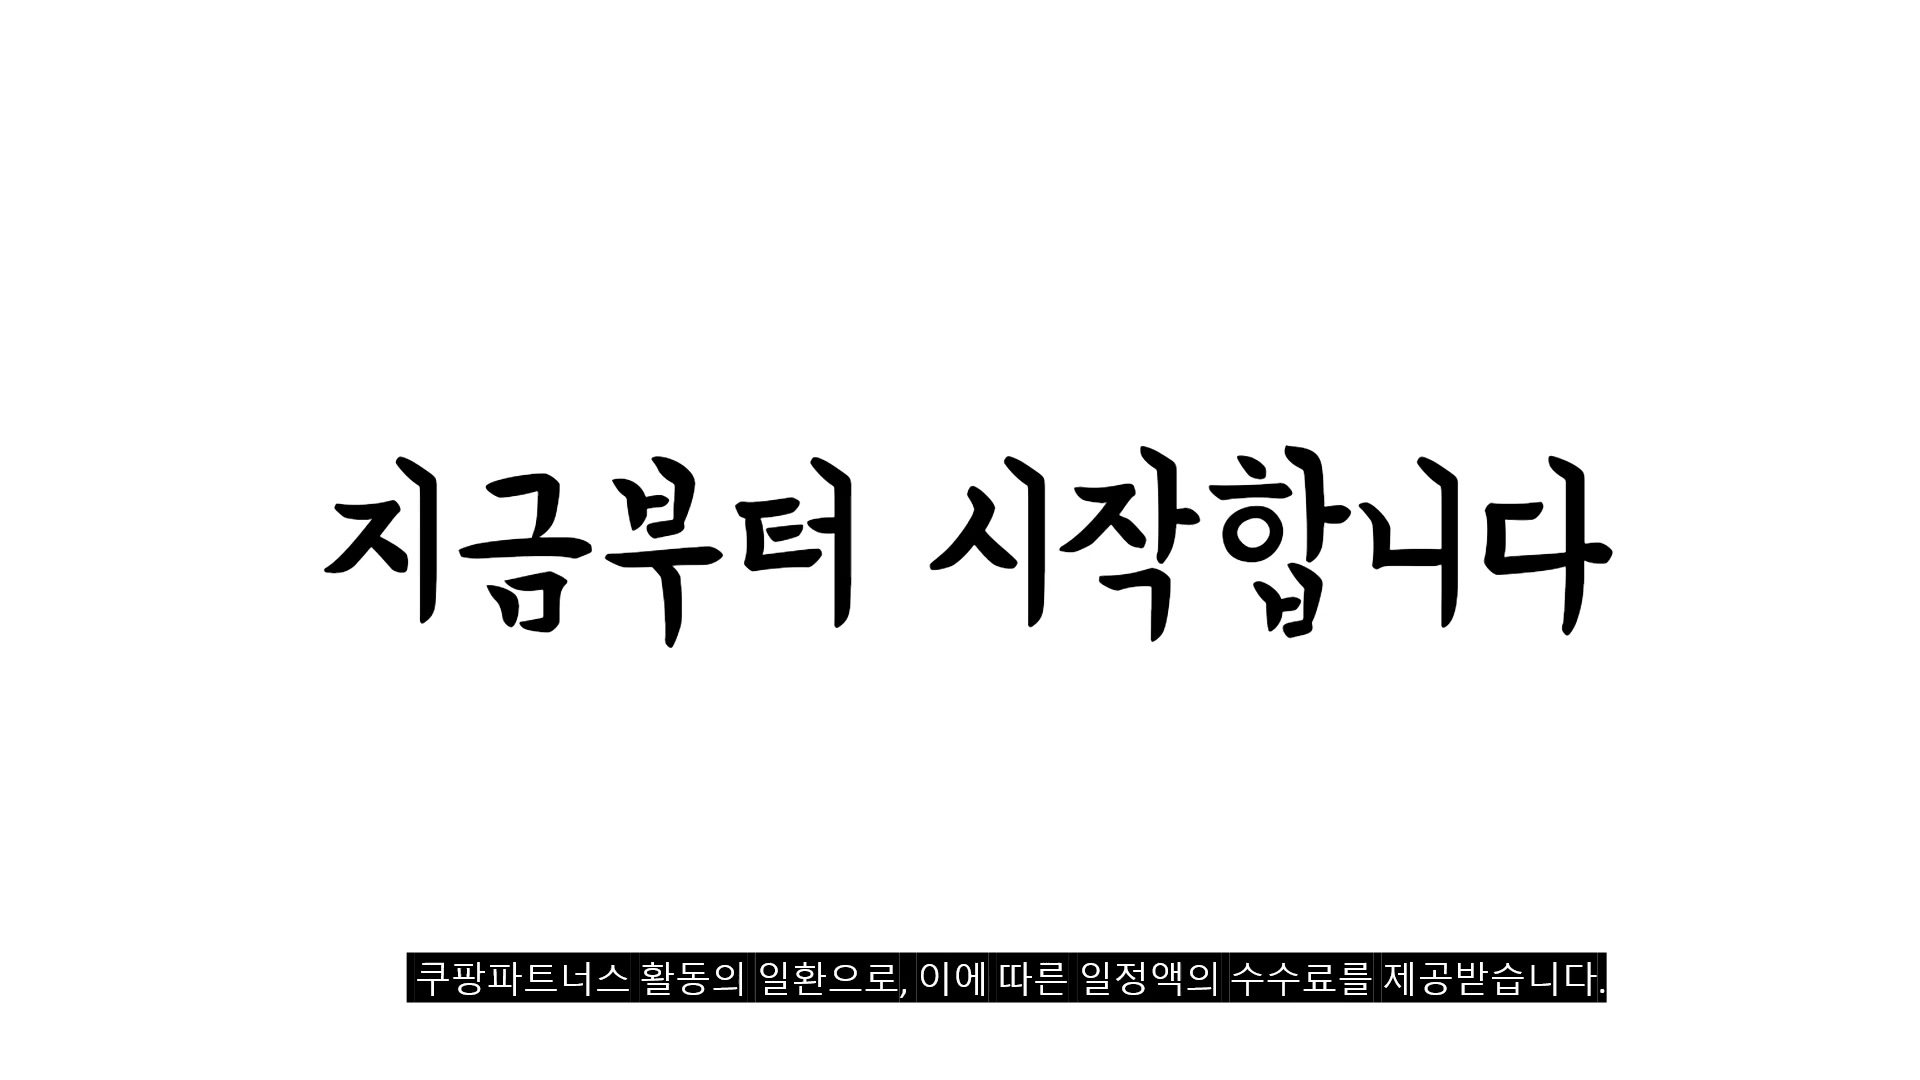 지금부터 시작합니다
쿠팡파트너스 활동의 일환으로, 이에 따른 일정액의 수수료를 제공받습니다.